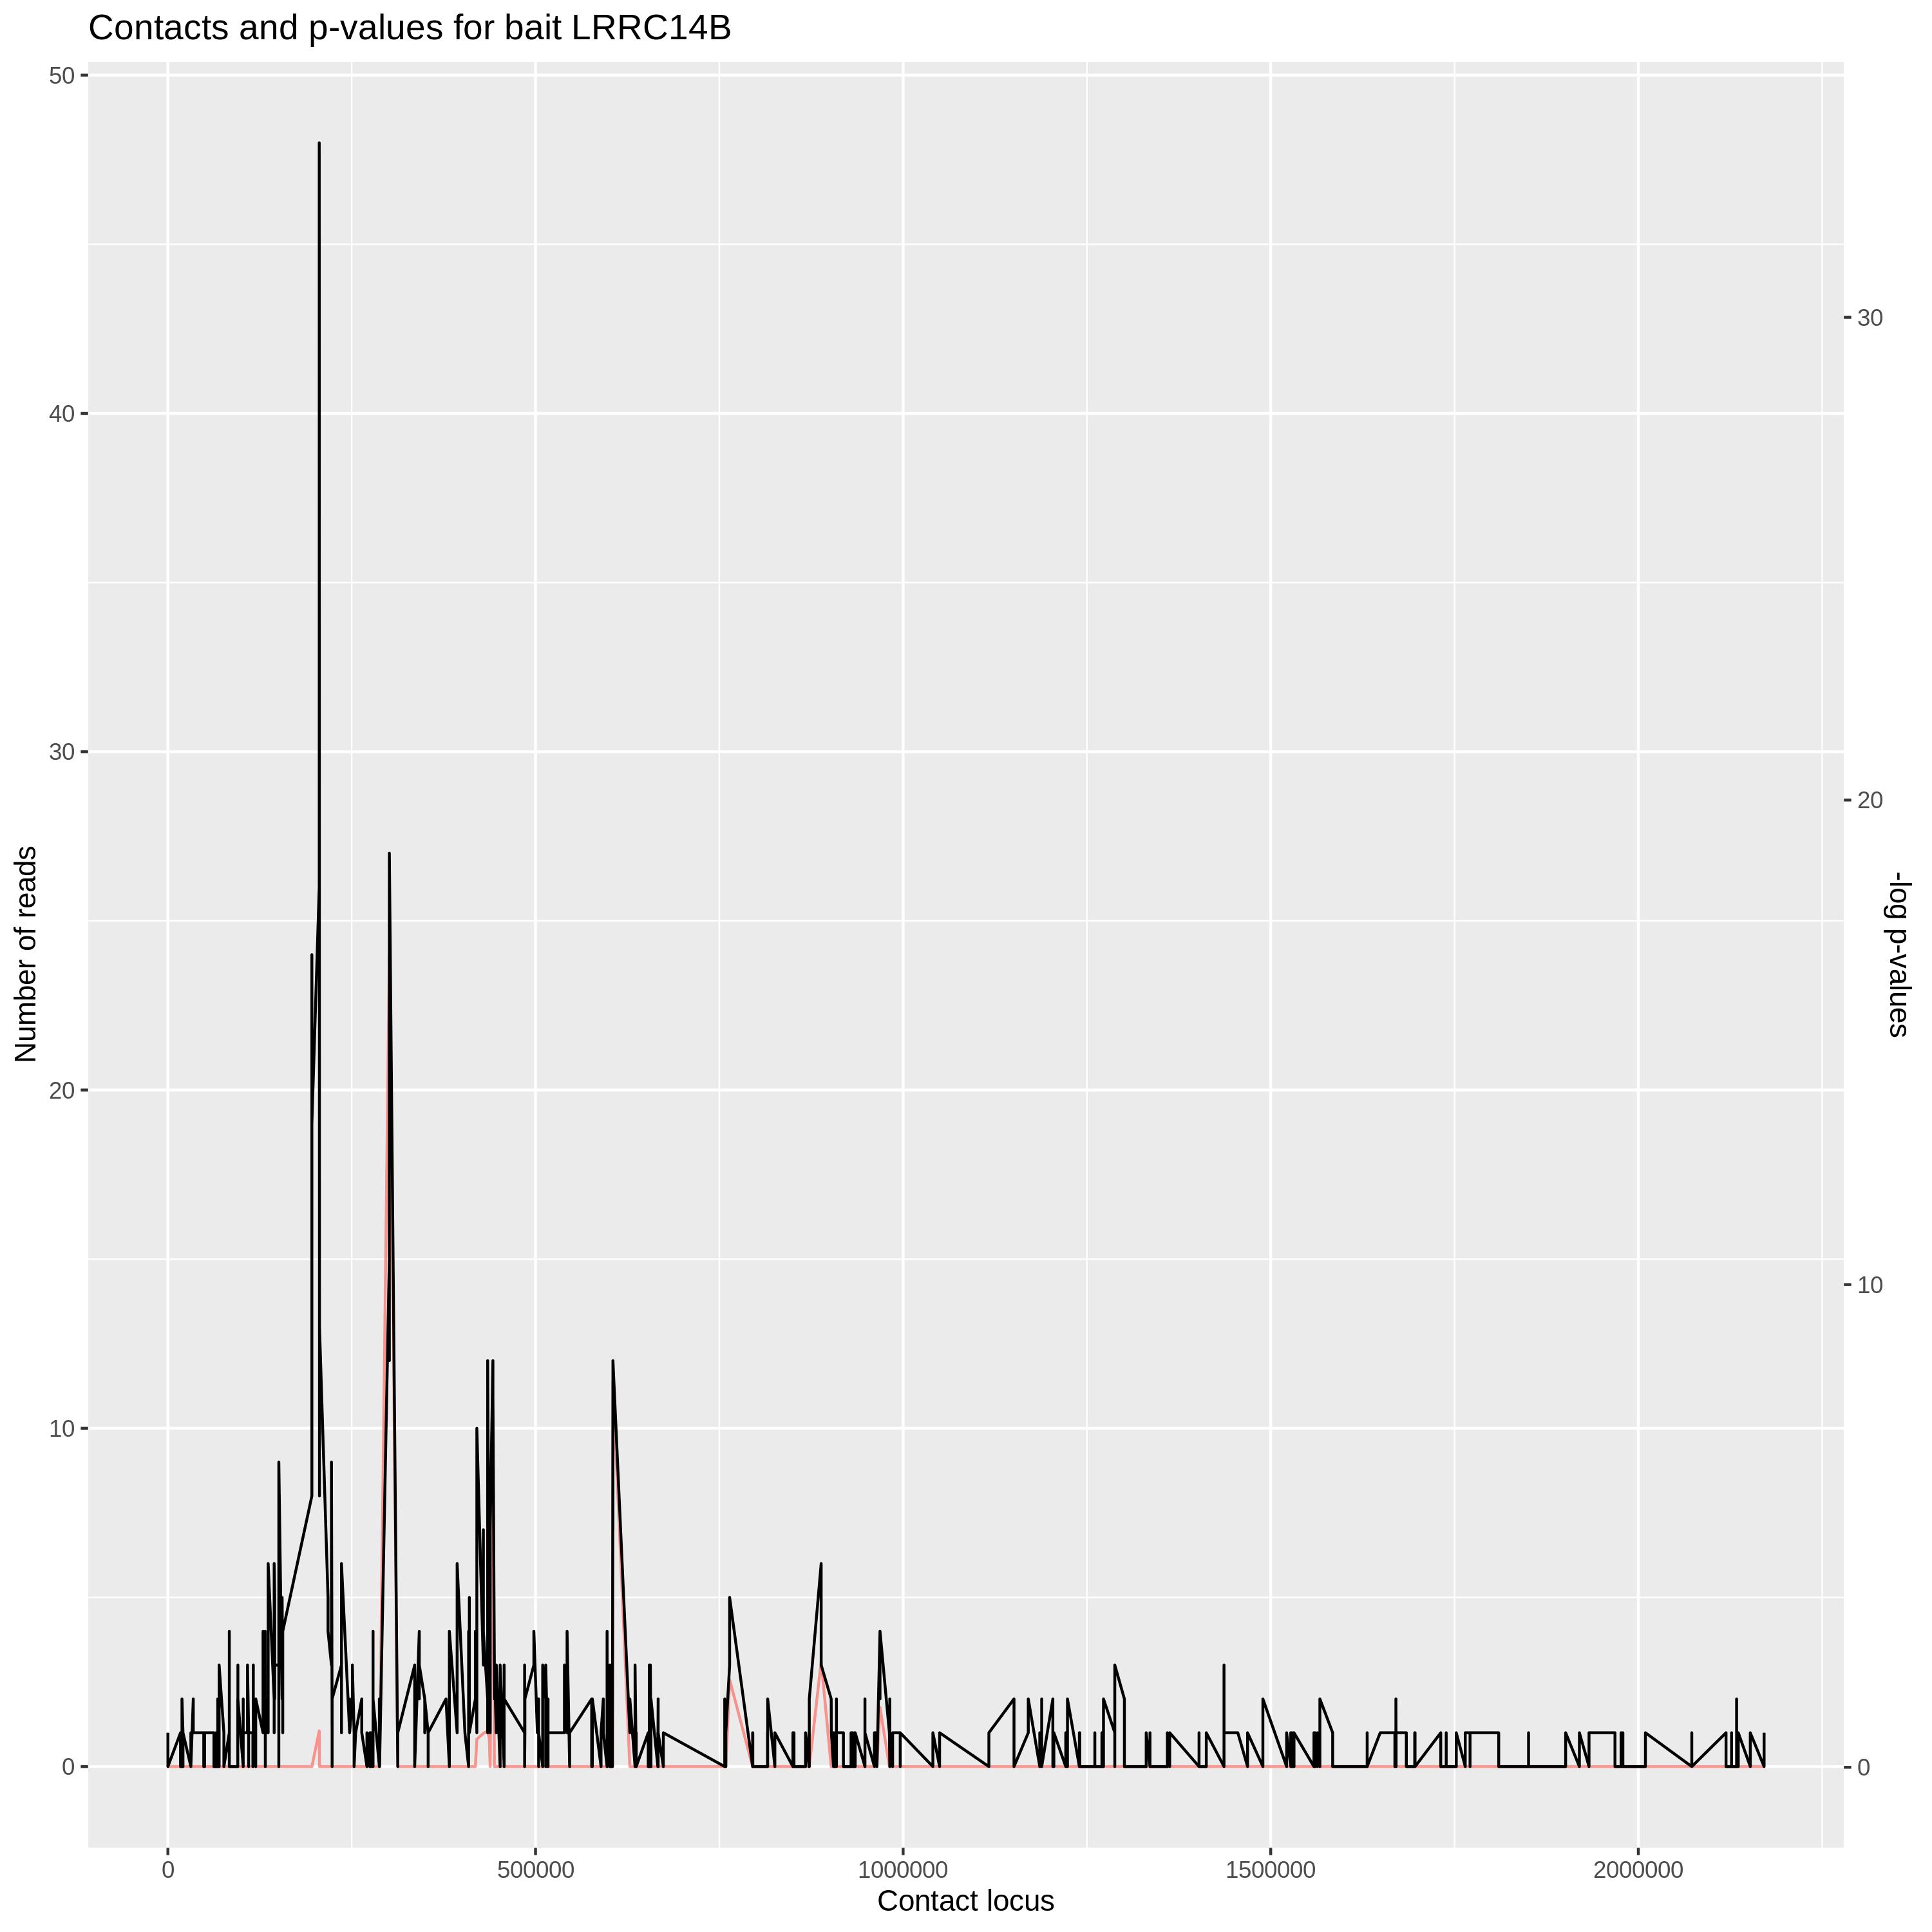 Contacts and p-values for bait LRRC14B
50
40
30
20
10
0
Number of reads
30
20
10
0
-log p-values
0 500000 1000000 1500000 2000000
Contact locus